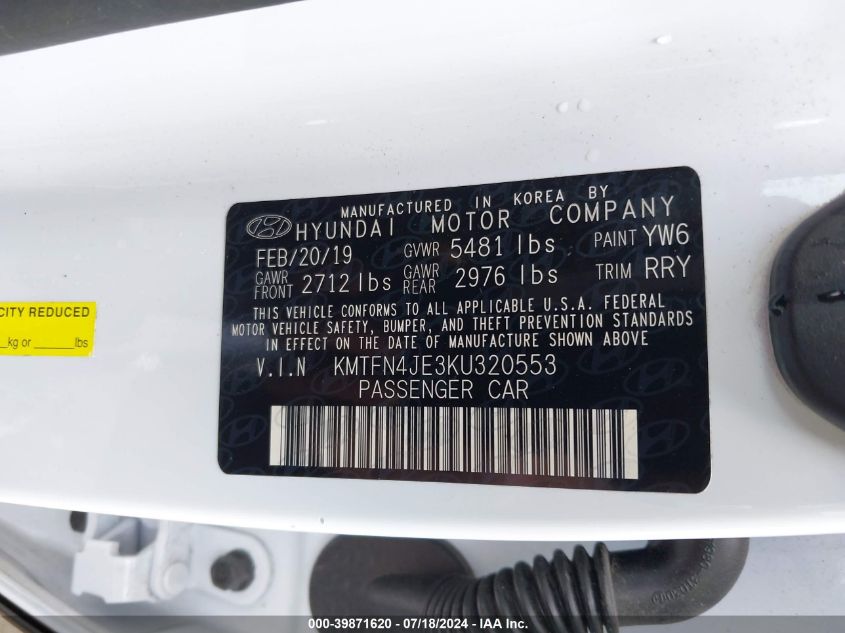 MANUFACTURED IN KOREA BY
HYUNDAI MOTOR COMPANY
FEB/20/19 GVWR 5481 lbs PAINT YW6
GAWR FRONT 2712 lbs GAWR REAR 2976 lbs TRIM RRY
THIS VEHICLE CONFORMS TO ALL APPLICABLE U.S.A. FEDERAL
MOTOR VEHICLE SAFETY, BUMPER, AND THEFT PREVENTION STANDARDS
IN EFFECT ON THE DATE OF MANUFACTURE SHOWN ABOVE
V.I.N KMTFN4JE3KU320553
PASSENGER CAR
CITY REDUCED
kg or ______lbs
000-39871620 / 07/18/2024 - IAA Inc.